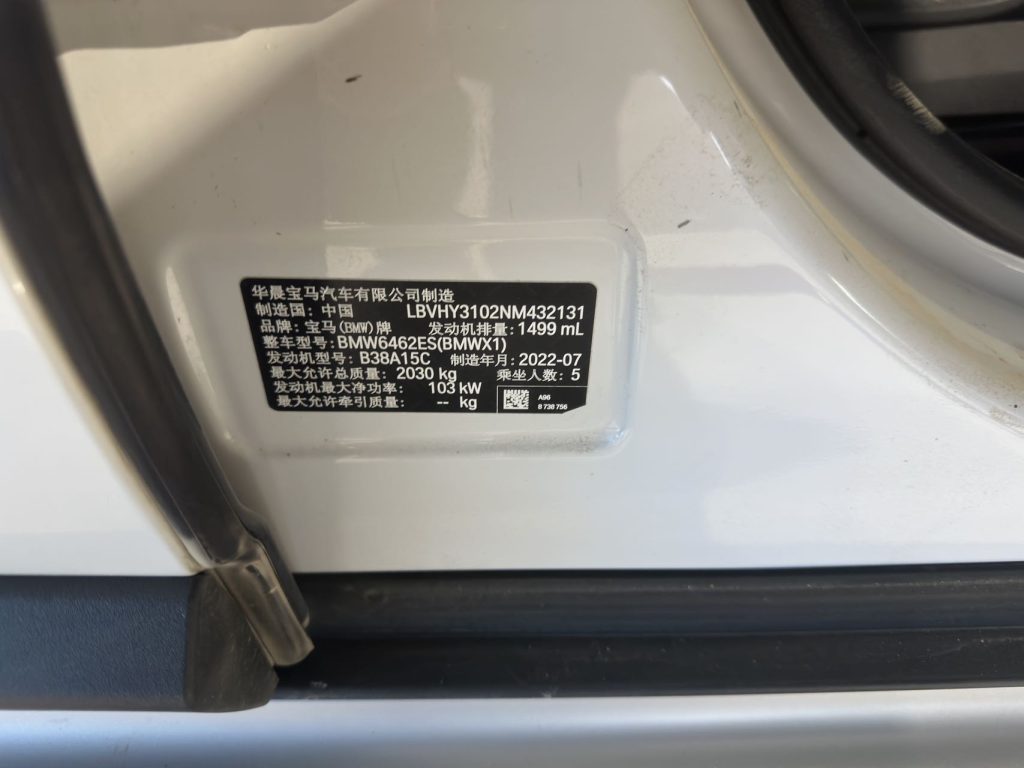 华晨宝马汽车有限公司制造
制造国：中国 LBVHY3102NM432131
品牌：宝马(BMW)牌 发动机排量：1499 mL
整车型号：BMW6462ES(BMWX1)
发动机型号：B38A15C 制造年月：2022-07
最大允许总质量：2030 kg 乘坐人数：5
发动机最大净功率：103 kW
最大允许牵引质量：-- kg
A96
8 738 756